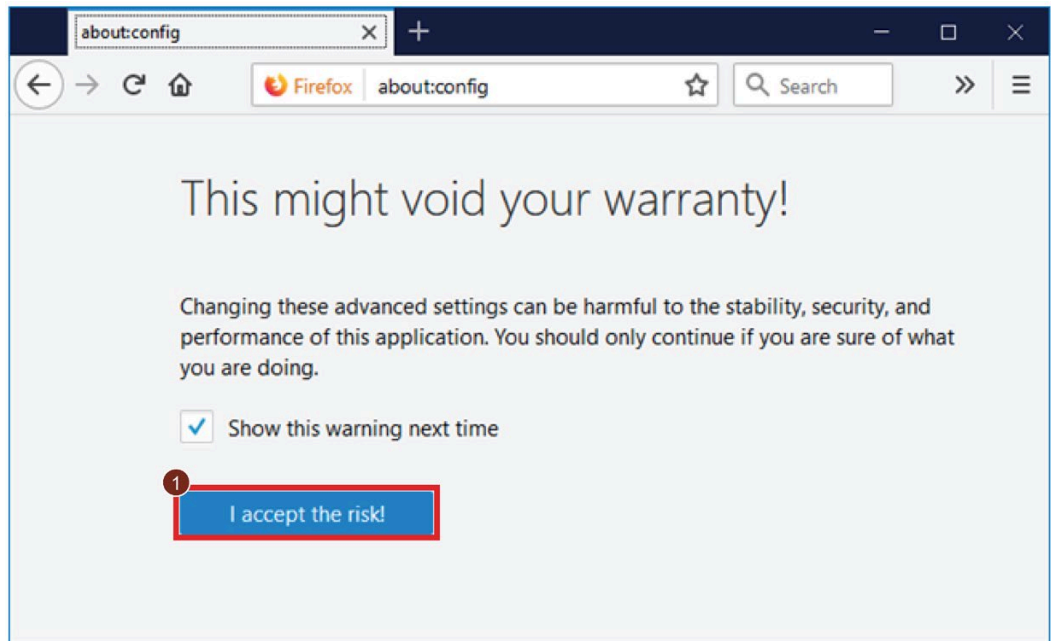 about:config
Firefox about:config Search
This might void your warranty!
Changing these advanced settings can be harmful to the stability, security, and
performance of this application. You should only continue if you are sure of what
you are doing.
Show this warning next time
1
I accept the risk!